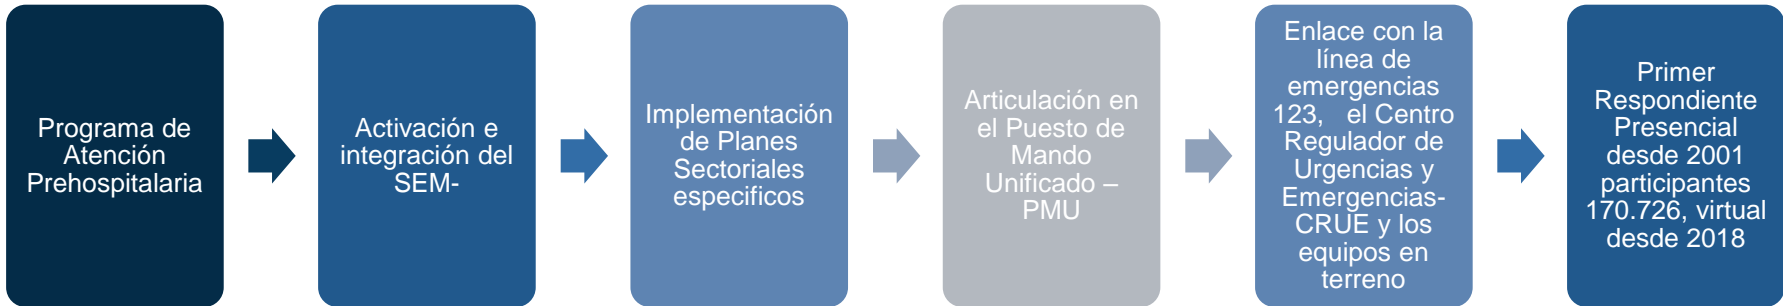 Programa de
Atención
Prehospitalaria
Activación e
integración del
SEM-
Implementación
de Planes
Sectoriales
especificos
Articulación en
el Puesto de
Mando
Unificado –
PMU
Enlace con la
línea de
emergencias
123, el Centro
Regulador de
Urgencias y
Emergencias-
CRUE y los
equipos en
terreno
Primer
Respondiente
Presencial
desde 2001
participantes
170.726, virtual
desde 2018